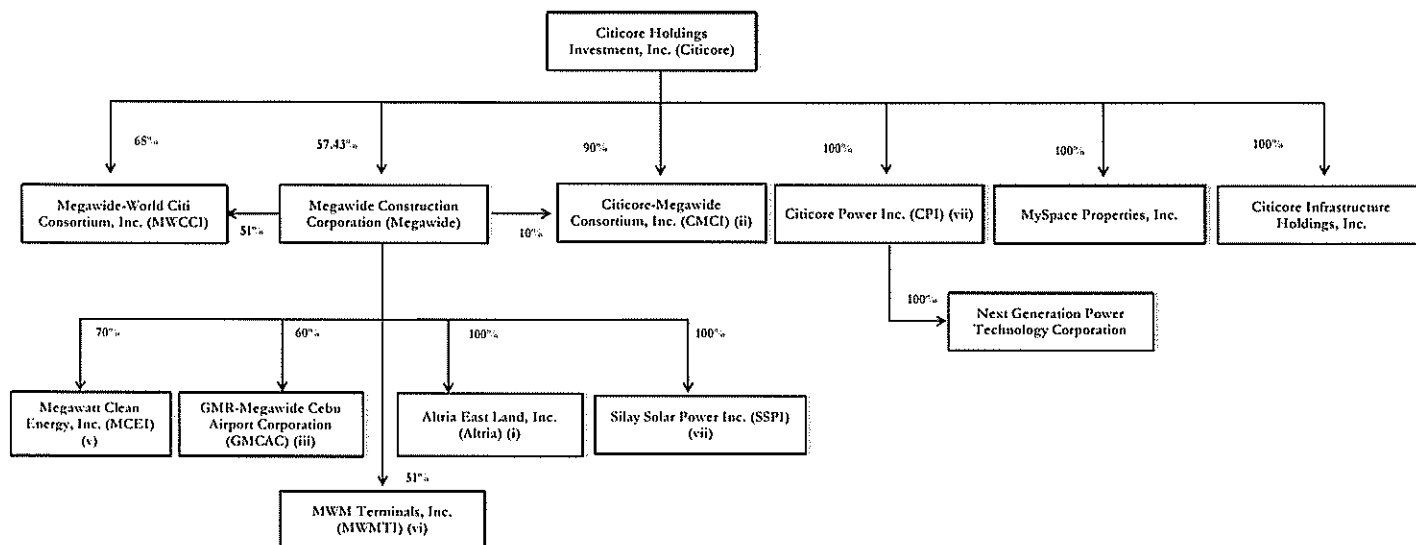 Citicore Holdings
Investment, Inc. (Citicore)
68%
57.43%
90%
100%
100%
100%
Megawide-World Citi
Consortium, Inc. (MWCCI)
Megawide Construction
Corporation (Megawide)
Citicore-Megawide
Consortium, Inc. (CMCI) (ii)
Citicore Power Inc. (CPI) (vii)
MySpace Properties, Inc.
Citicore Infrastructure
Holdings, Inc.
51%
10%
100%
Next Generation Power
Technology Corporation
70%
60%
100%
100%
Megawatt Clean
Energy, Inc. (MCEI)
(v)
GMR-Megawide Cebu
Airport Corporation
(GMCAC) (iii)
Altria East Land, Inc.
(Altria) (i)
Silay Solar Power Inc. (SSPI)
(vii)
51%
MWM Terminals, Inc.
(MWMTI) (vi)